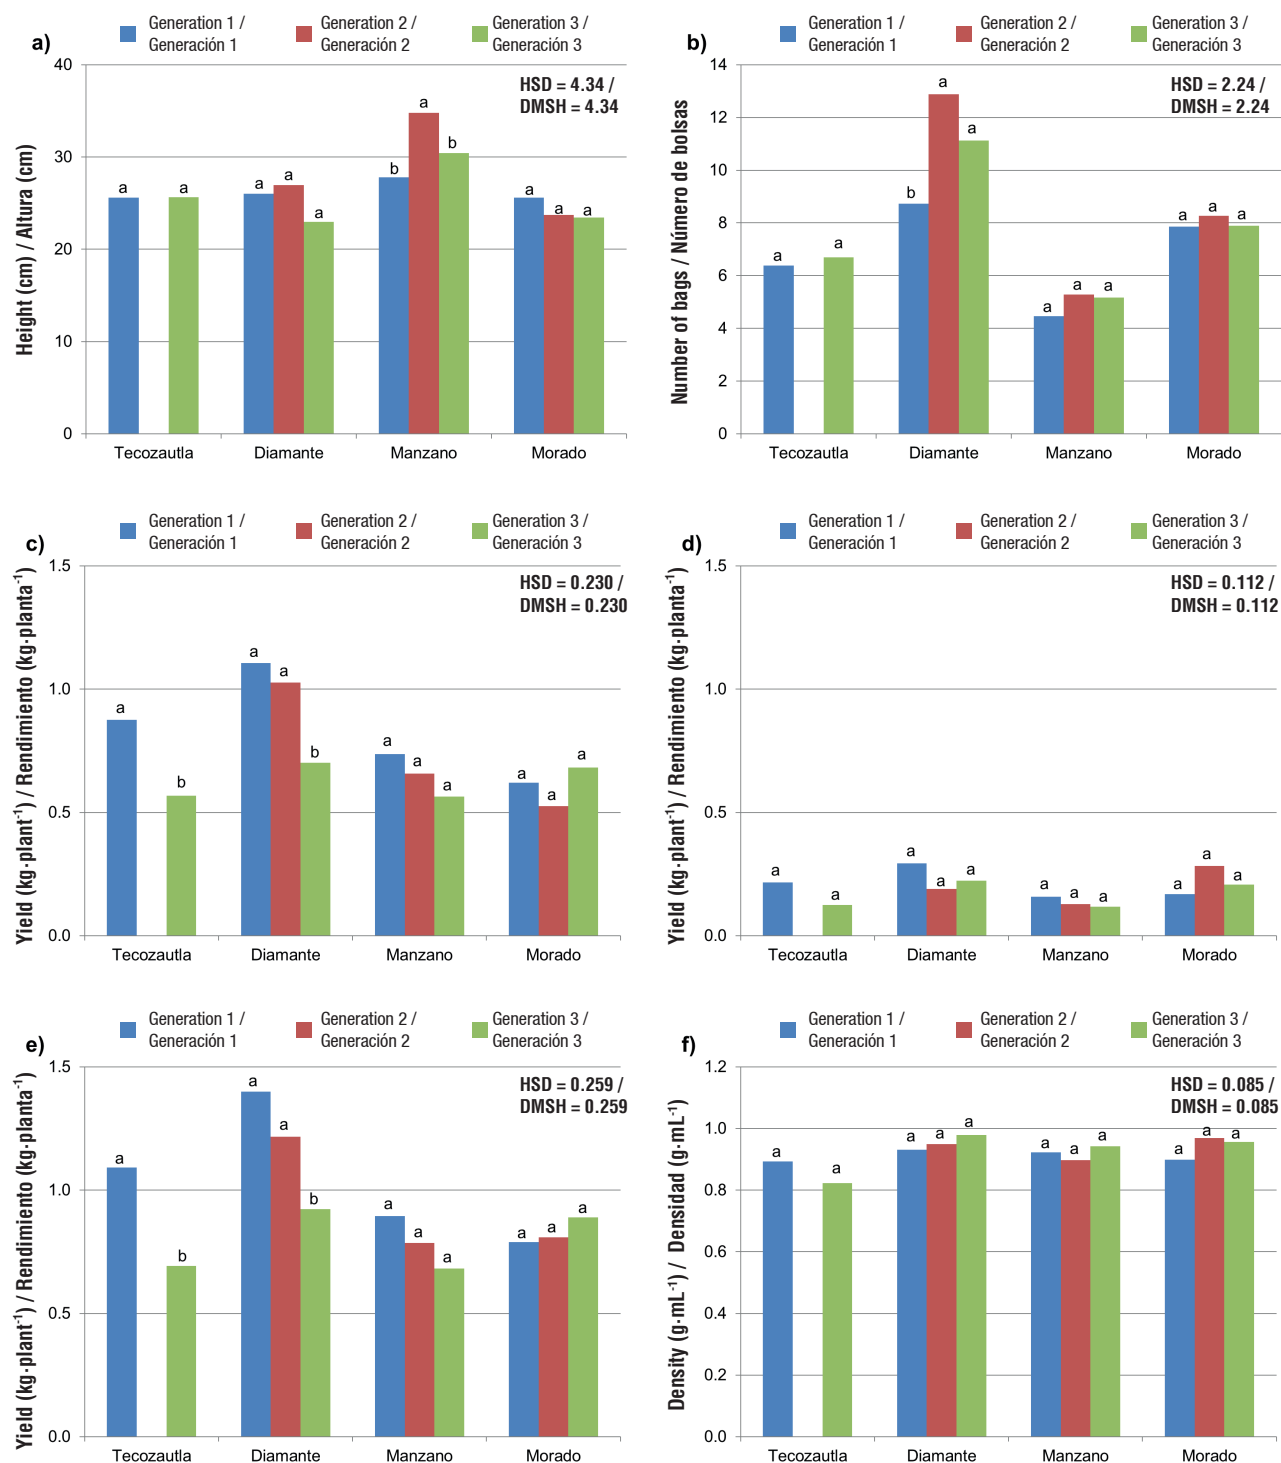 a)
Generation 1 /
Generación 1
Generation 2 /
Generación 2
Generation 3 /
Generación 3
HSD = 4.34 /
DMSH = 4.34
Height (cm) / Altura (cm)
40
30
20
10
0
a
a
a
a
a
b
a
b
a
a
a
Tecozautla
Diamante
Manzano
Morado
b)
Generation 1 /
Generación 1
Generation 2 /
Generación 2
Generation 3 /
Generación 3
HSD = 2.24 /
DMSH = 2.24
Number of bags / Número de bolsas
14
12
10
8
6
4
2
0
a
a
b
a
a
a
a
a
a
a
a
Tecozautla
Diamante
Manzano
Morado
c)
Generation 1 /
Generación 1
Generation 2 /
Generación 2
Generation 3 /
Generación 3
HSD = 0.230 /
DMSH = 0.230
Yield (kg·plant⁻¹) / Rendimiento (kg·planta⁻¹)
1.5
1.0
0.5
0.0
a
b
a
a
b
a
a
a
a
a
a
Tecozautla
Diamante
Manzano
Morado
d)
Generation 1 /
Generación 1
Generation 2 /
Generación 2
Generation 3 /
Generación 3
HSD = 0.112 /
DMSH = 0.112
Yield (kg·plant⁻¹) / Rendimiento (kg·planta⁻¹)
1.5
1.0
0.5
0.0
a
a
a
a
a
a
a
a
a
a
a
Tecozautla
Diamante
Manzano
Morado
e)
Generation 1 /
Generación 1
Generation 2 /
Generación 2
Generation 3 /
Generación 3
HSD = 0.259 /
DMSH = 0.259
Yield (kg·plant⁻¹) / Rendimiento (kg·planta⁻¹)
1.5
1.0
0.5
0.0
a
b
a
a
b
a
a
a
a
a
a
Tecozautla
Diamante
Manzano
Morado
f)
Generation 1 /
Generación 1
Generation 2 /
Generación 2
Generation 3 /
Generación 3
HSD = 0.085 /
DMSH = 0.085
Density (g·mL⁻¹) / Densidad (g·mL⁻¹)
1.2
1.0
0.8
0.6
0.4
0.2
0.0
a
a
a
a
a
a
a
a
a
a
a
Tecozautla
Diamante
Manzano
Morado